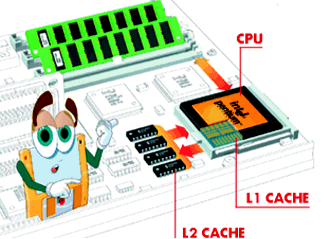 CPU
intel
pentium
L1 CACHE
L2 CACHE